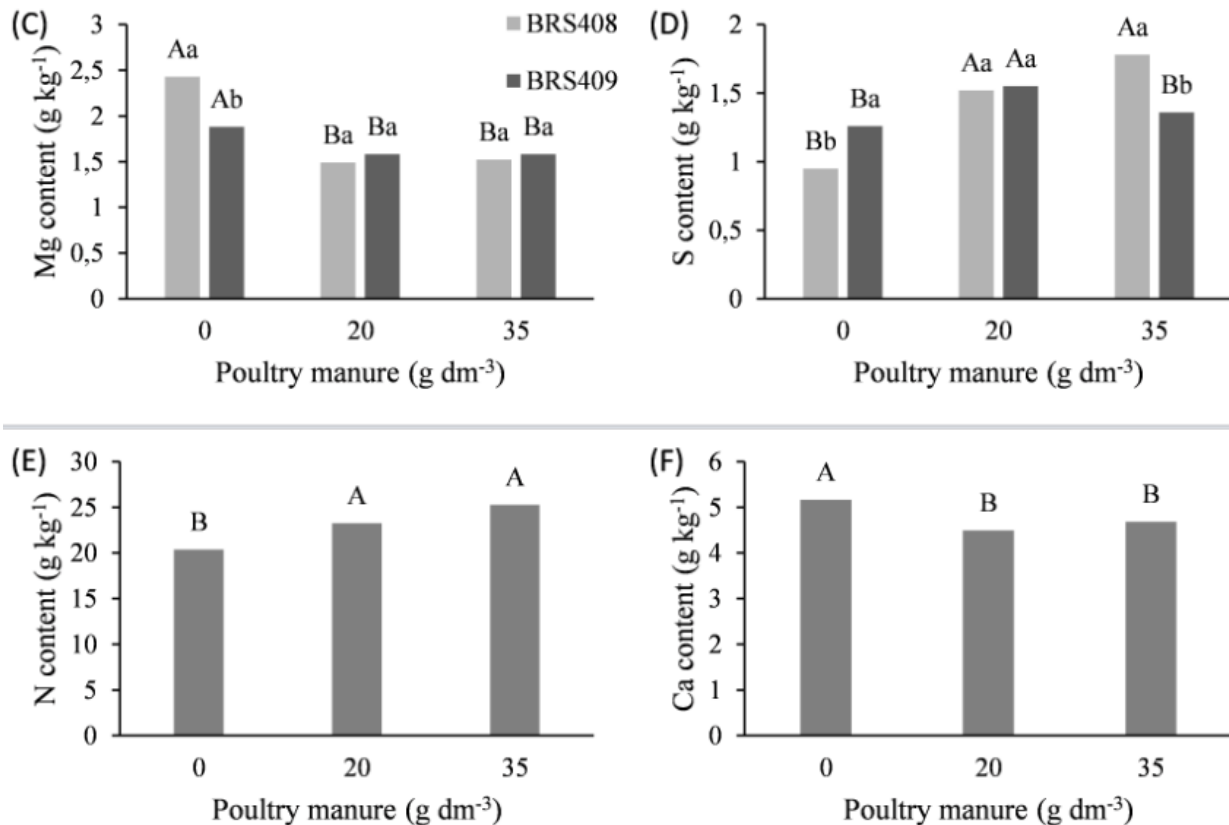 (C)
Mg content (g kg⁻¹)
3
2,5
2
1,5
1
0,5
0
Aa
Ab
Ba
Ba
Ba
Ba
BRS408
BRS409
0 20 35
Poultry manure (g dm⁻³)
(D)
S content (g kg⁻¹)
2
1,5
1
0,5
0
Bb
Ba
Aa
Aa
Aa
Bb
0 20 35
Poultry manure (g dm⁻³)
(E)
N content (g kg⁻¹)
30
25
20
15
10
5
0
B
A
A
0 20 35
Poultry manure (g dm⁻³)
(F)
Ca content (g kg⁻¹)
6
5
4
3
2
1
0
A
B
B
0 20 35
Poultry manure (g dm⁻³)